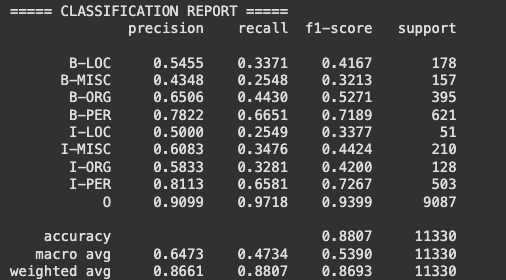 ===== CLASSIFICATION REPORT =====
precision recall f1-score support
B-LOC 0.5455 0.3371 0.4167 178
B-MISC 0.4348 0.2548 0.3213 157
B-ORG 0.6506 0.4430 0.5271 395
B-PER 0.7822 0.6651 0.7189 621
I-LOC 0.5000 0.2549 0.3377 51
I-MISC 0.6083 0.3476 0.4424 210
I-ORG 0.5833 0.3281 0.4200 128
I-PER 0.8113 0.6581 0.7267 503
O 0.9099 0.9718 0.9399 9087
accuracy 0.8807 11330
macro avg 0.6473 0.4734 0.5390 11330
weighted avg 0.8661 0.8807 0.8693 11330